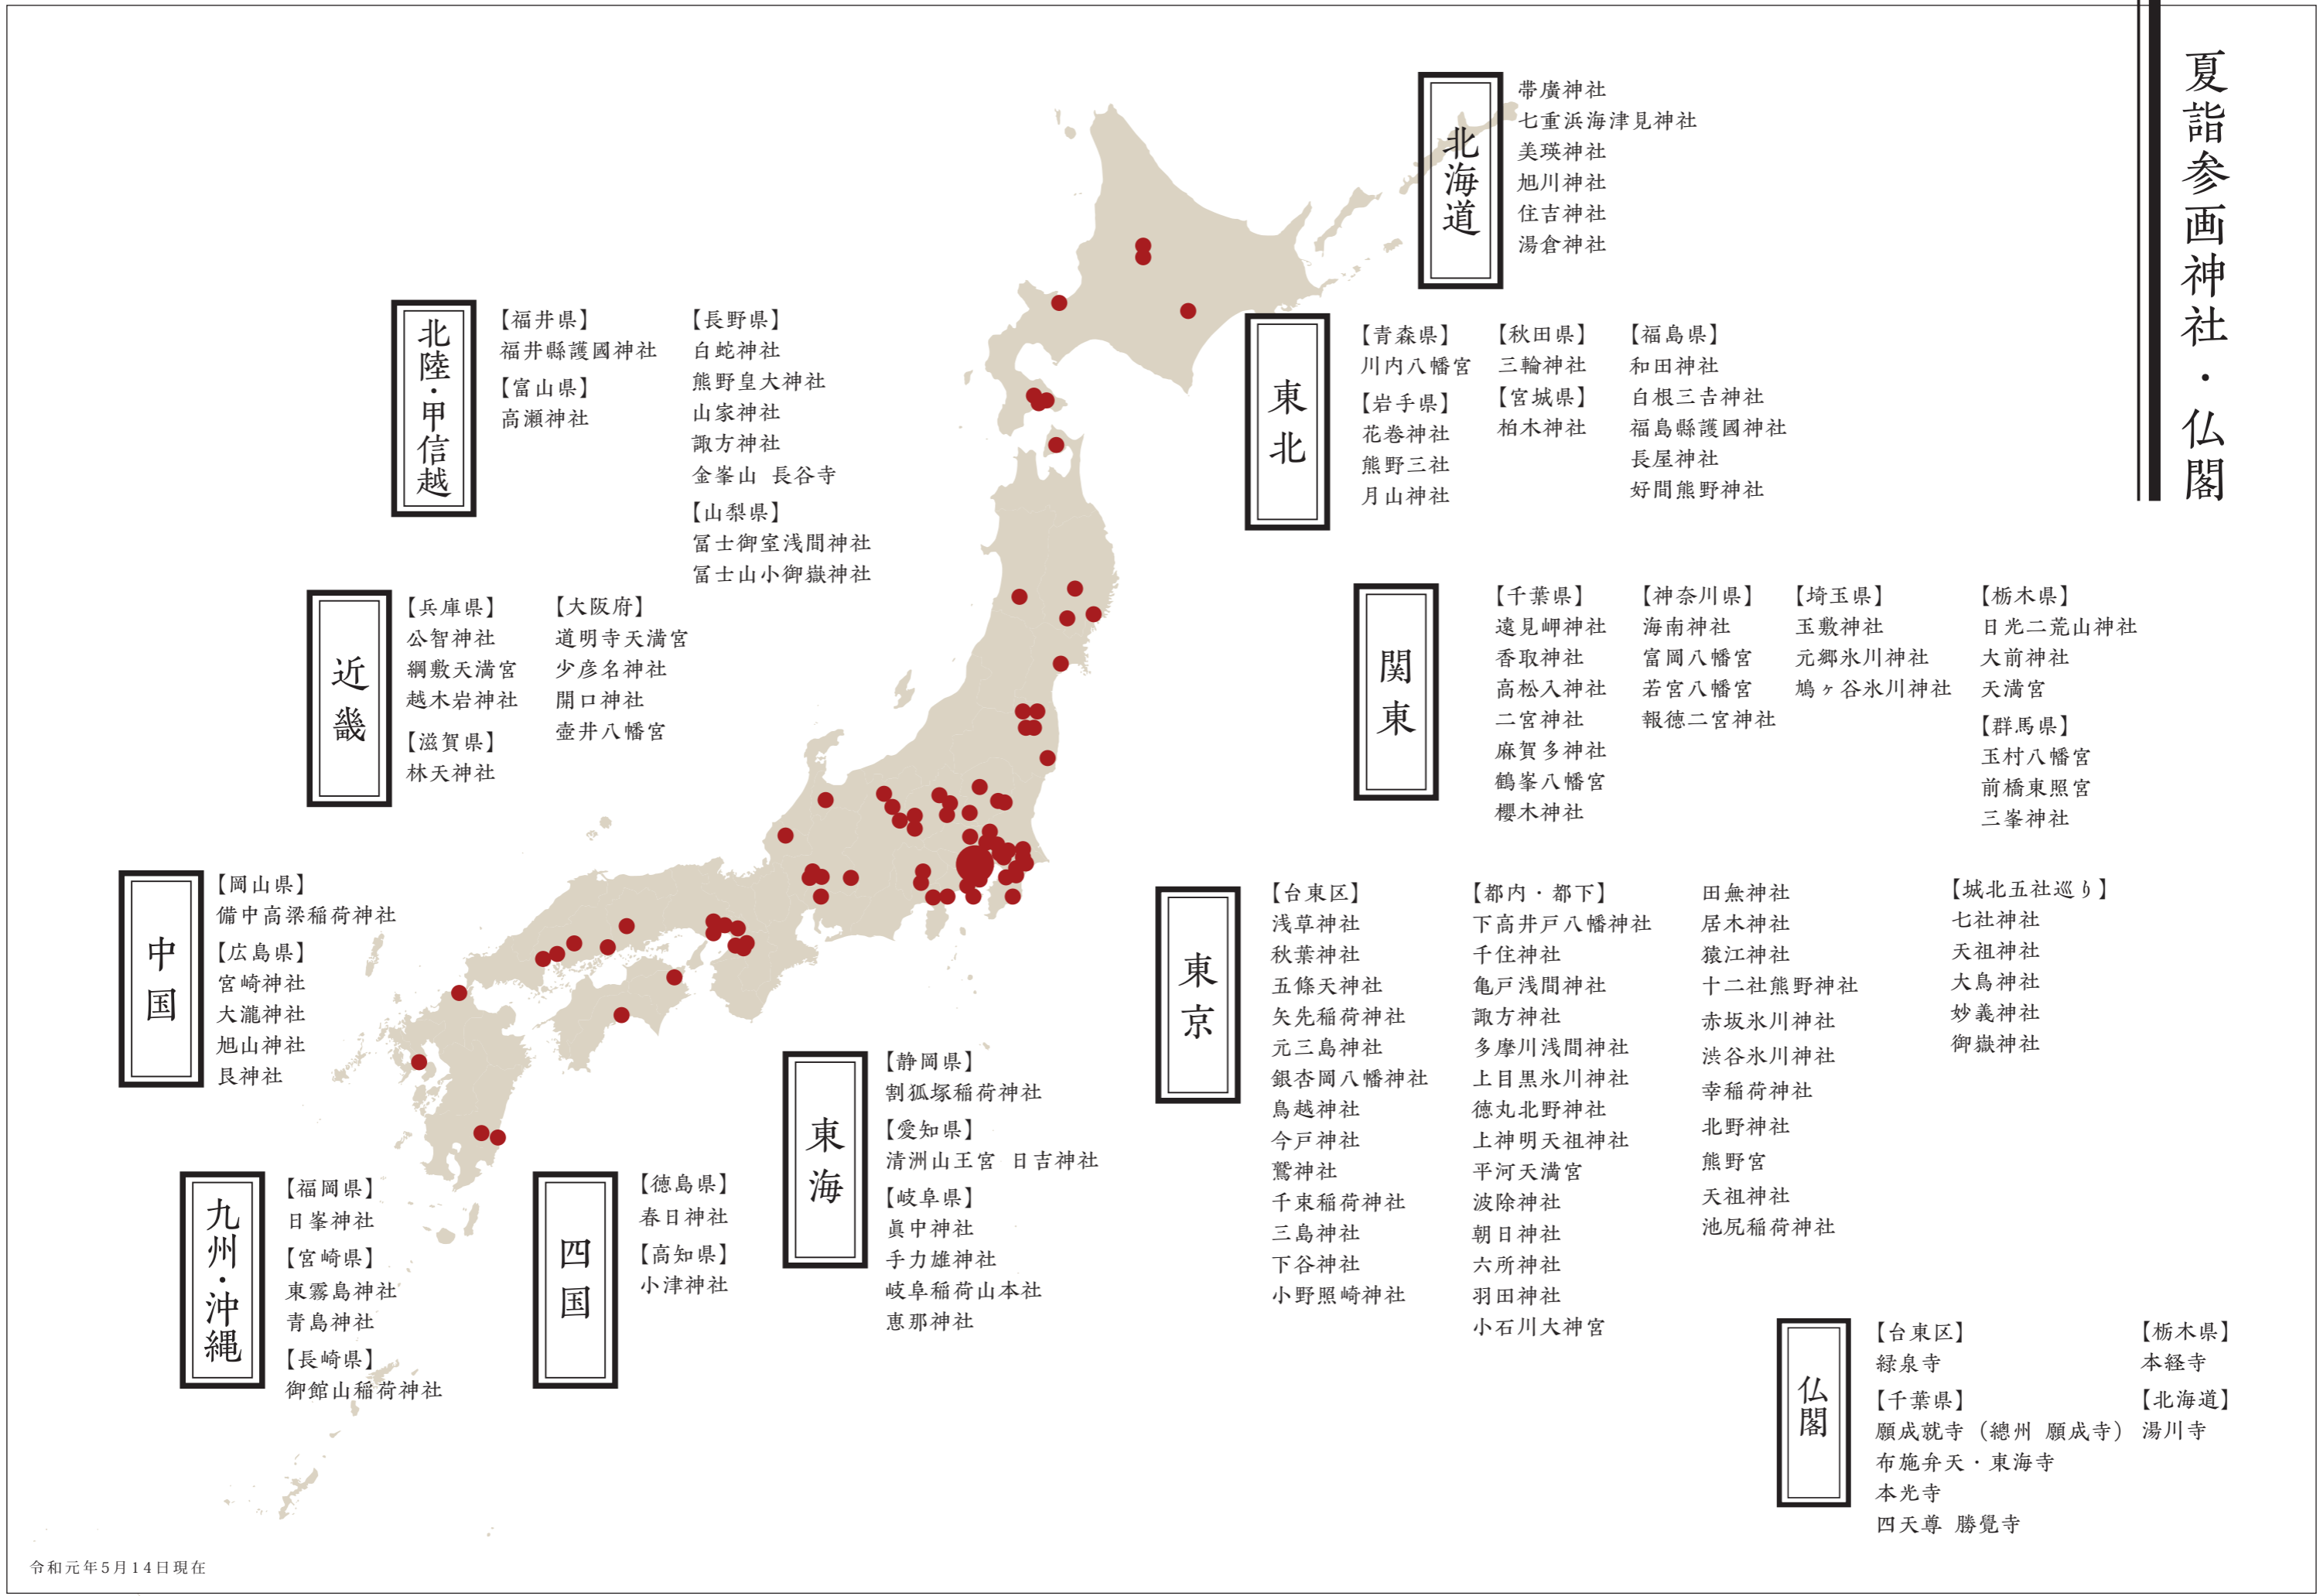 夏詣参画神社・仏閣
北海道
帯廣神社
七重浜海津見神社
美瑛神社
旭川神社
住吉神社
湯倉神社
東北
【青森県】
川内八幡宮
【岩手県】
花巻神社
熊野三社
月山神社
【秋田県】
三輪神社
【宮城県】
柏木神社
【福島県】
和田神社
白根三𠮷神社
福島縣護國神社
長屋神社
好間熊野神社
北陸・甲信越
【福井県】
福井縣護國神社
【富山県】
高瀬神社
【長野県】
白蛇神社
熊野皇大神社
山家神社
諏方神社
金峯山 長谷寺
【山梨県】
冨士御室浅間神社
冨士山小御嶽神社
関東
【千葉県】
遠見岬神社
香取神社
高松入神社
二宮神社
麻賀多神社
鶴峯八幡宮
櫻木神社
【神奈川県】
海南神社
富岡八幡宮
若宮八幡宮
報徳二宮神社
【埼玉県】
玉敷神社
元郷氷川神社
鳩ヶ谷氷川神社
【栃木県】
日光二荒山神社
大前神社
天満宮
【群馬県】
玉村八幡宮
前橋東照宮
三峯神社
近畿
【兵庫県】
公智神社
綱敷天満宮
越木岩神社
【滋賀県】
林天神社
【大阪府】
道明寺天満宮
少彦名神社
開口神社
壺井八幡宮
中国
【岡山県】
備中高梁稲荷神社
【広島県】
宮崎神社
大瀧神社
旭山神社
艮神社
東京
【台東区】
浅草神社
秋葉神社
五條天神社
矢先稲荷神社
元三島神社
銀杏岡八幡神社
鳥越神社
今戸神社
鷲神社
千束稲荷神社
三島神社
下谷神社
小野照崎神社
【都内・都下】
下高井戸八幡神社
千住神社
亀戸浅間神社
諏方神社
多摩川浅間神社
上目黒氷川神社
徳丸北野神社
上神明天祖神社
平河天満宮
波除神社
朝日神社
六所神社
羽田神社
小石川大神宮
田無神社
居木神社
猿江神社
十二社熊野神社
赤坂氷川神社
渋谷氷川神社
幸稲荷神社
北野神社
熊野宮
天祖神社
池尻稲荷神社
【城北五社巡り】
七社神社
天祖神社
大鳥神社
妙義神社
御嶽神社
東海
【静岡県】
割狐塚稲荷神社
【愛知県】
清洲山王宮 日吉神社
【岐阜県】
眞中神社
手力雄神社
岐阜稲荷山本社
恵那神社
四国
【徳島県】
春日神社
【高知県】
小津神社
九州・沖縄
【福岡県】
日峯神社
【宮崎県】
東霧島神社
青島神社
【長崎県】
御館山稲荷神社
仏閣
【台東区】
緑泉寺
【千葉県】
願成就寺（總州 願成寺）
布施弁天・東海寺
本光寺
四天尊 勝覺寺
【栃木県】
本経寺
【北海道】
湯川寺
令和元年5月14日現在